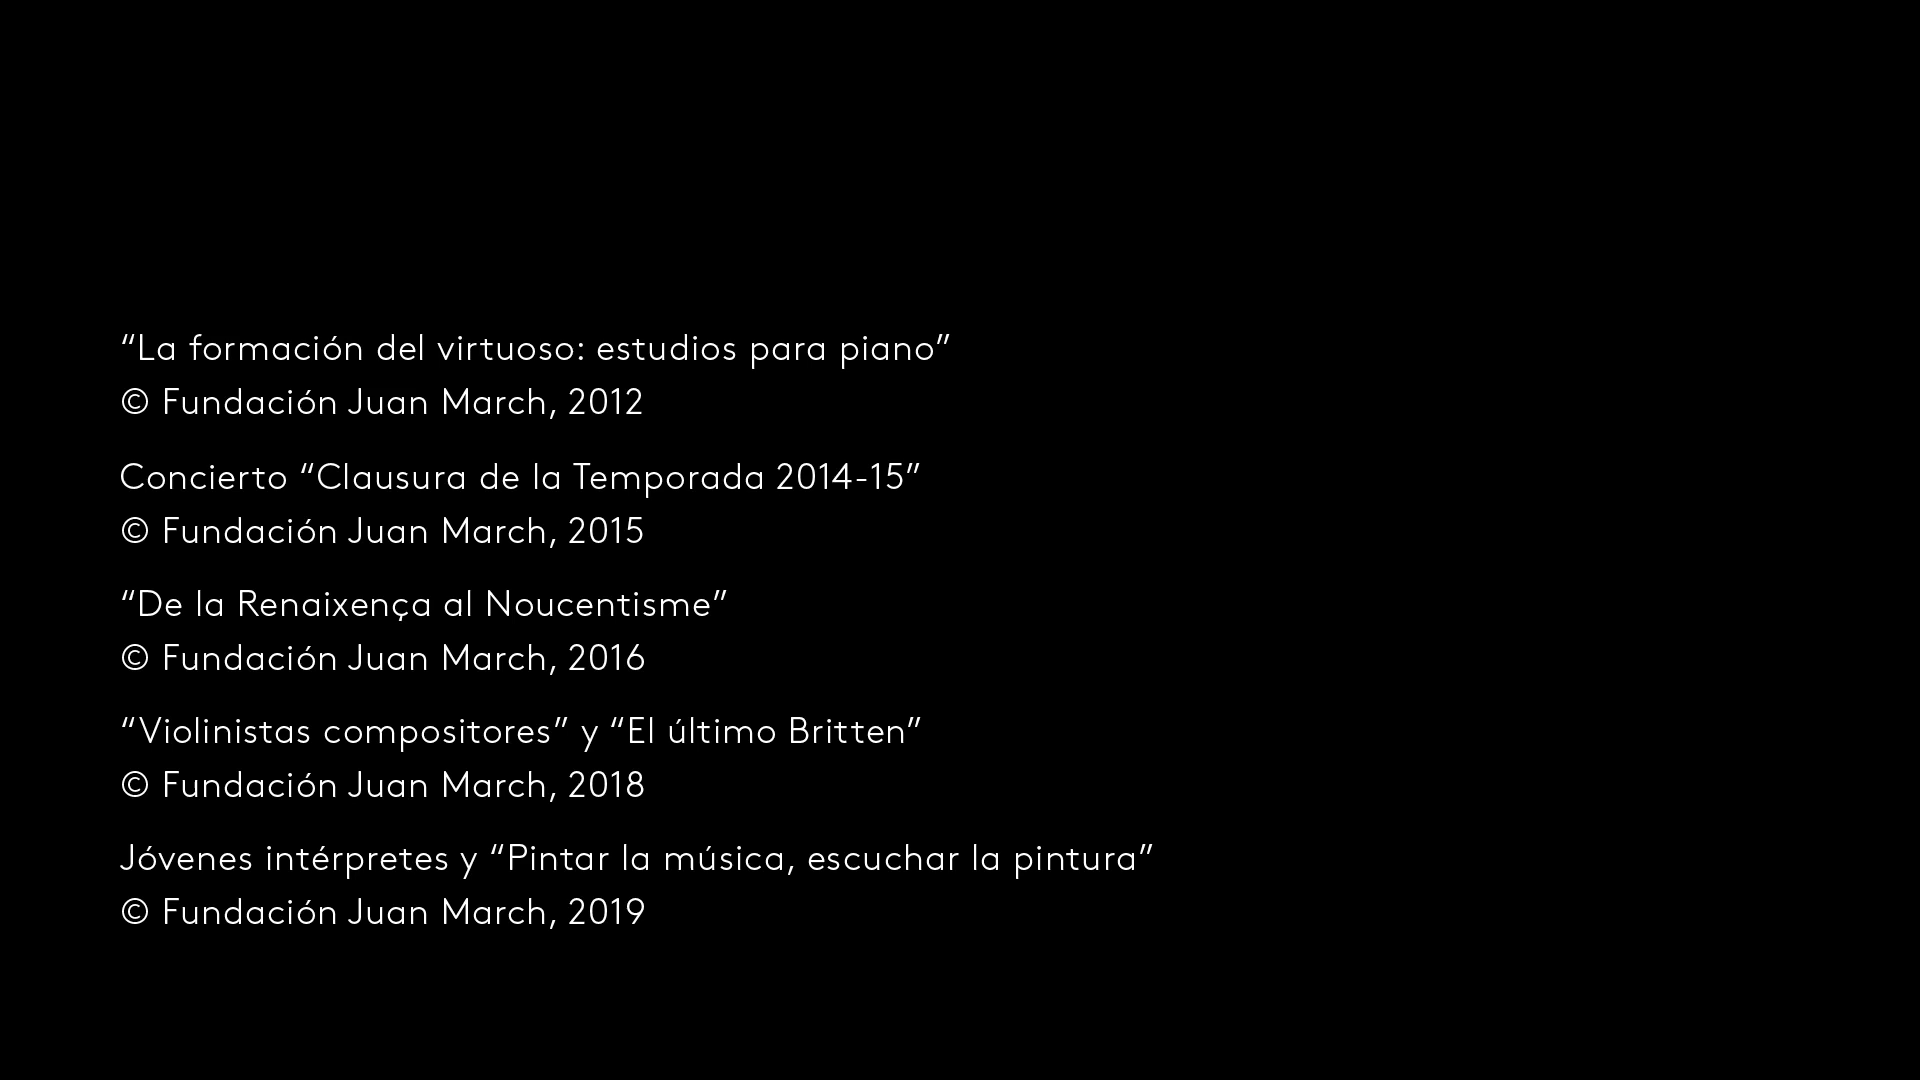 “La formación del virtuoso: estudios para piano”
© Fundación Juan March, 2012
Concierto “Clausura de la Temporada 2014-15”
© Fundación Juan March, 2015
“De la Renaixença al Noucentisme”
© Fundación Juan March, 2016
“Violinistas compositores” y “El último Britten”
© Fundación Juan March, 2018
Jóvenes intérpretes y “Pintar la música, escuchar la pintura”
© Fundación Juan March, 2019